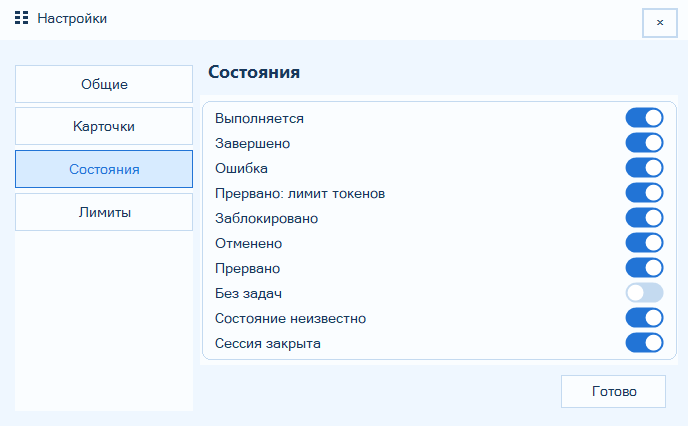 Настройки
×
Общие
Карточки
Состояния
Лимиты
Состояния
Выполняется
Завершено
Ошибка
Прервано: лимит токенов
Заблокировано
Отменено
Прервано
Без задач
Состояние неизвестно
Сессия закрыта
Готово